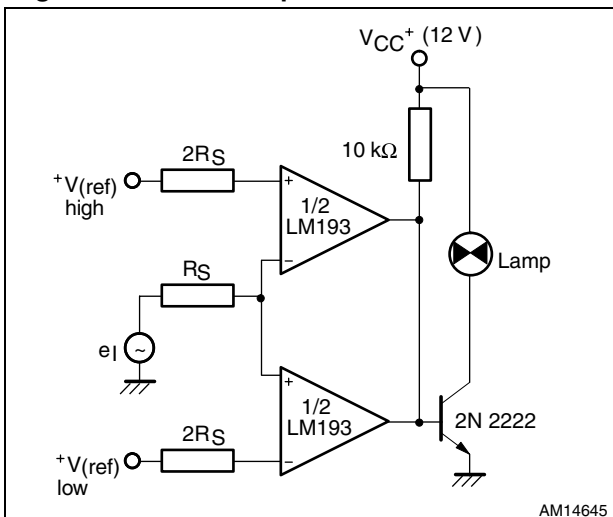 VCC+ (12 V)
10 kΩ
2RS
+V(ref)
high
+
1/2
LM193
−
RS
Lamp
eI
~
+
1/2
LM193
−
2N 2222
2RS
+V(ref)
low
AM14645